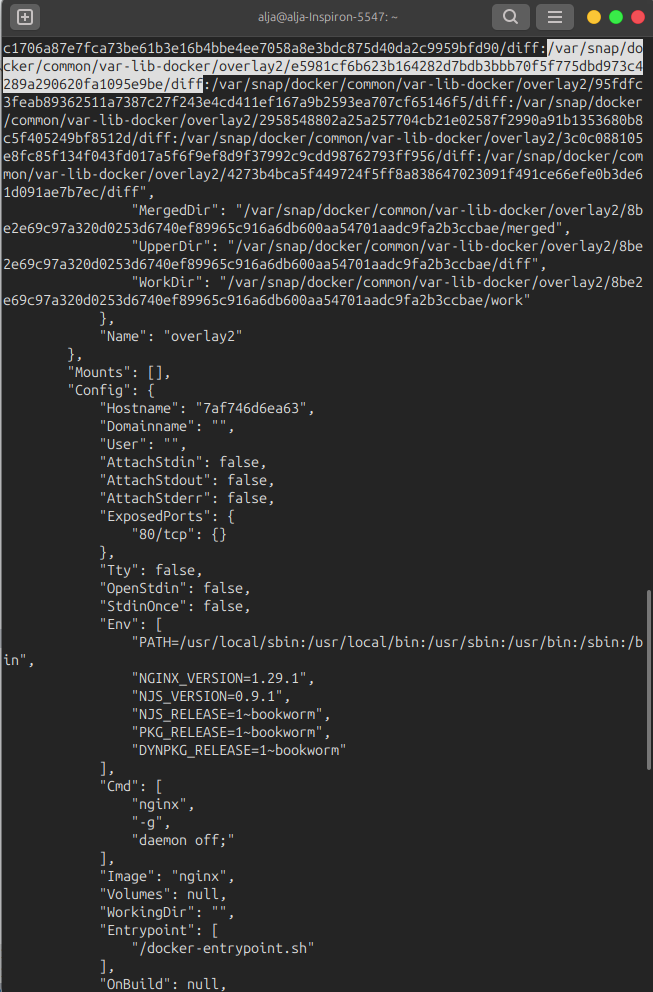 alja@alja-Inspiron-5547: ~
c1706a87e7fca73be61b3e16b4bbe4ee7058a8e3bdc875d40da2c9959bfd90/diff:/var/snap/do
cker/common/var-lib-docker/overlay2/e5981cf6b623b164282d7bdb3bbb70f5f775dbd973c4
289a290620fa1095e9be/diff:/var/snap/docker/common/var-lib-docker/overlay2/95fdfc
3feab89362511a7387c27f243e4cd411ef167a9b2593ea707cf65146f5/diff:/var/snap/docker
/common/var-lib-docker/overlay2/2958548802a25a257704cb21e02587f2990a91b1353680b8
c5f405249bf8512d/diff:/var/snap/docker/common/var-lib-docker/overlay2/3c0c088105
e8fc85f134f043fd017a5f6f9ef8d9f37992c9cdd98762793ff956/diff:/var/snap/docker/com
mon/var-lib-docker/overlay2/4273b4bca5f449724f5ff8a838647023091f491ce66efe0b3de6
1d091ae7b7ec/diff",
                "MergedDir": "/var/snap/docker/common/var-lib-docker/overlay2/8b
e2e69c97a320d0253d6740ef89965c916a6db600aa54701aadc9fa2b3ccbae/merged",
                "UpperDir": "/var/snap/docker/common/var-lib-docker/overlay2/8be
2e69c97a320d0253d6740ef89965c916a6db600aa54701aadc9fa2b3ccbae/diff",
                "WorkDir": "/var/snap/docker/common/var-lib-docker/overlay2/8be2
e69c97a320d0253d6740ef89965c916a6db600aa54701aadc9fa2b3ccbae/work"
            },
            "Name": "overlay2"
        },
        "Mounts": [],
        "Config": {
            "Hostname": "7af746d6ea63",
            "Domainname": "",
            "User": "",
            "AttachStdin": false,
            "AttachStdout": false,
            "AttachStderr": false,
            "ExposedPorts": {
                "80/tcp": {}
            },
            "Tty": false,
            "OpenStdin": false,
            "StdinOnce": false,
            "Env": [
                "PATH=/usr/local/sbin:/usr/local/bin:/usr/sbin:/usr/bin:/sbin:/b
in",
                "NGINX_VERSION=1.29.1",
                "NJS_VERSION=0.9.1",
                "NJS_RELEASE=1~bookworm",
                "PKG_RELEASE=1~bookworm",
                "DYNPKG_RELEASE=1~bookworm"
            ],
            "Cmd": [
                "nginx",
                "-g",
                "daemon off;"
            ],
            "Image": "nginx",
            "Volumes": null,
            "WorkingDir": "",
            "Entrypoint": [
                "/docker-entrypoint.sh"
            ],
            "OnBuild": null,